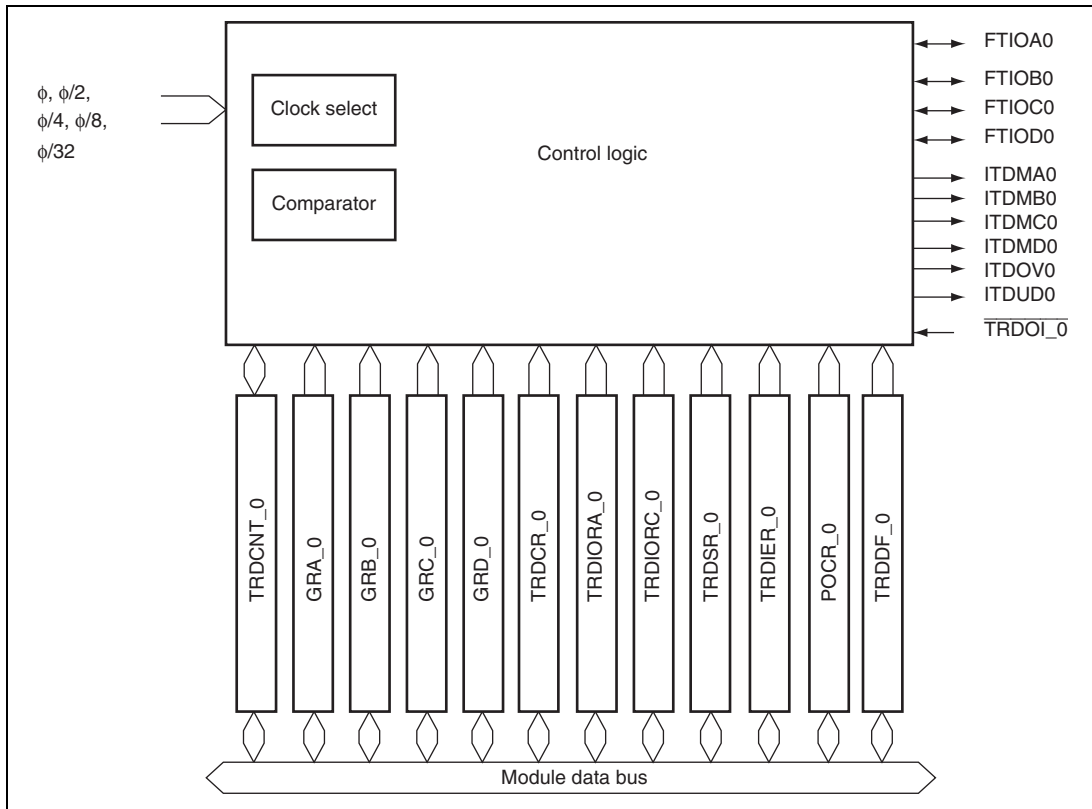 ϕ, ϕ/2,
ϕ/4, ϕ/8,
ϕ/32
Clock select
Comparator
Control logic
FTIOA0
FTIOB0
FTIOC0
FTIOD0
ITDMA0
ITDMB0
ITDMC0
ITDMD0
ITDOV0
ITDUD0
TRDOI_0
TRDCNT_0
GRA_0
GRB_0
GRC_0
GRD_0
TRDCR_0
TRDIORA_0
TRDIORC_0
TRDSR_0
TRDIER_0
POCR_0
TRDDF_0
Module data bus